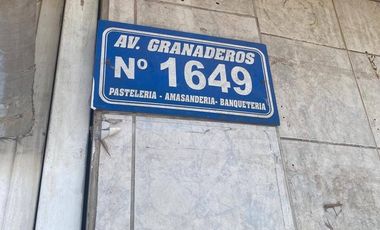 AV. GRANADEROS
Nº 1649
PASTELERIA - AMASANDERIA- BANQUETERIA